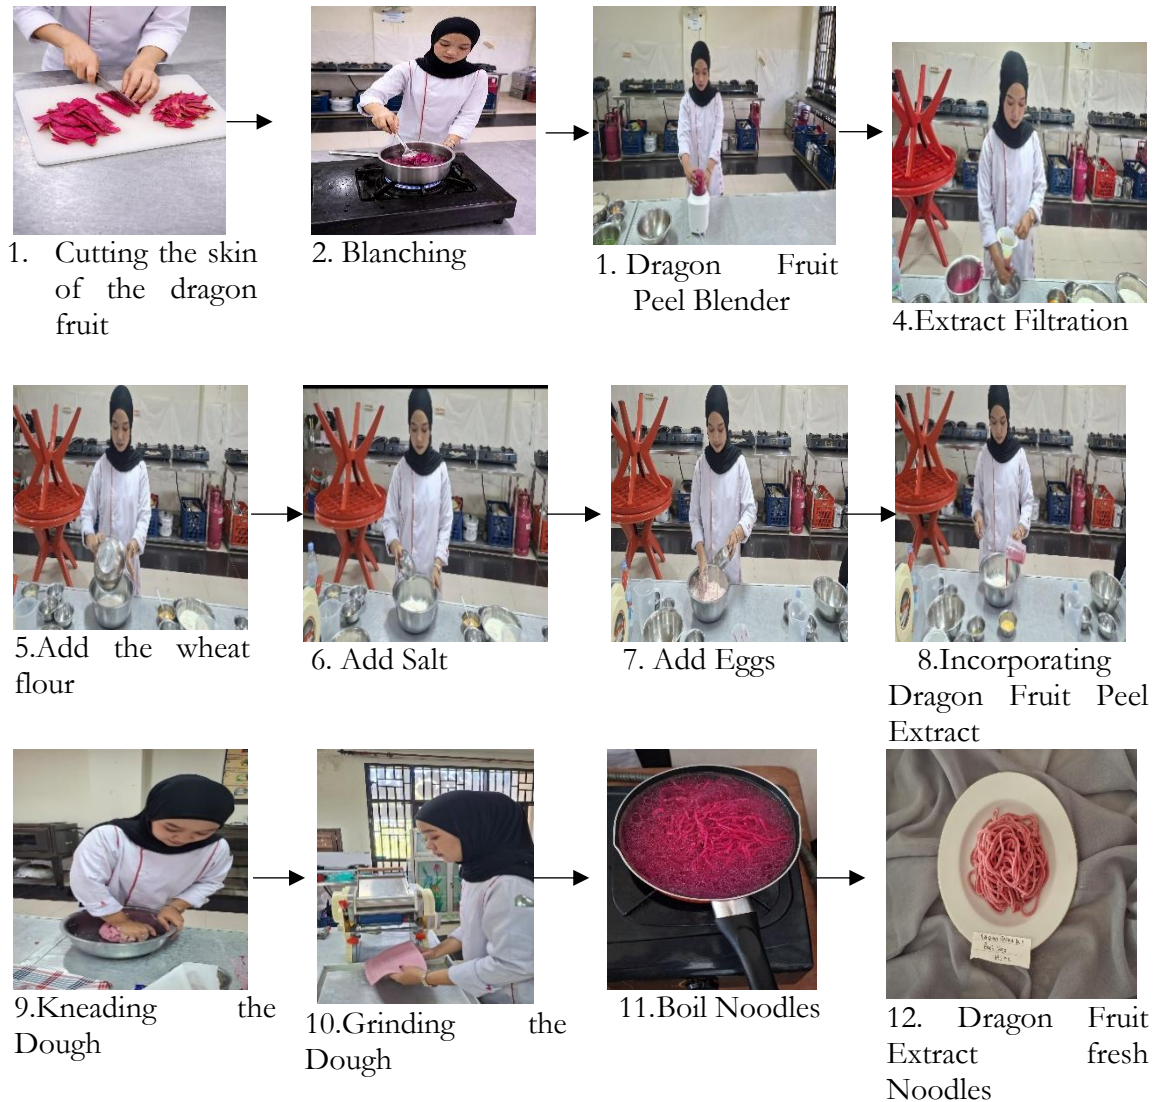 1. Cutting the skin
of the dragon
fruit
2. Blanching
1. Dragon Fruit
Peel Blender
4.Extract Filtration
5.Add the wheat
flour
6. Add Salt
7. Add Eggs
8.Incorporating
Dragon Fruit Peel
Extract
9.Kneading the
Dough
10.Grinding the
Dough
11.Boil Noodles
12. Dragon Fruit
Extract fresh
Noodles